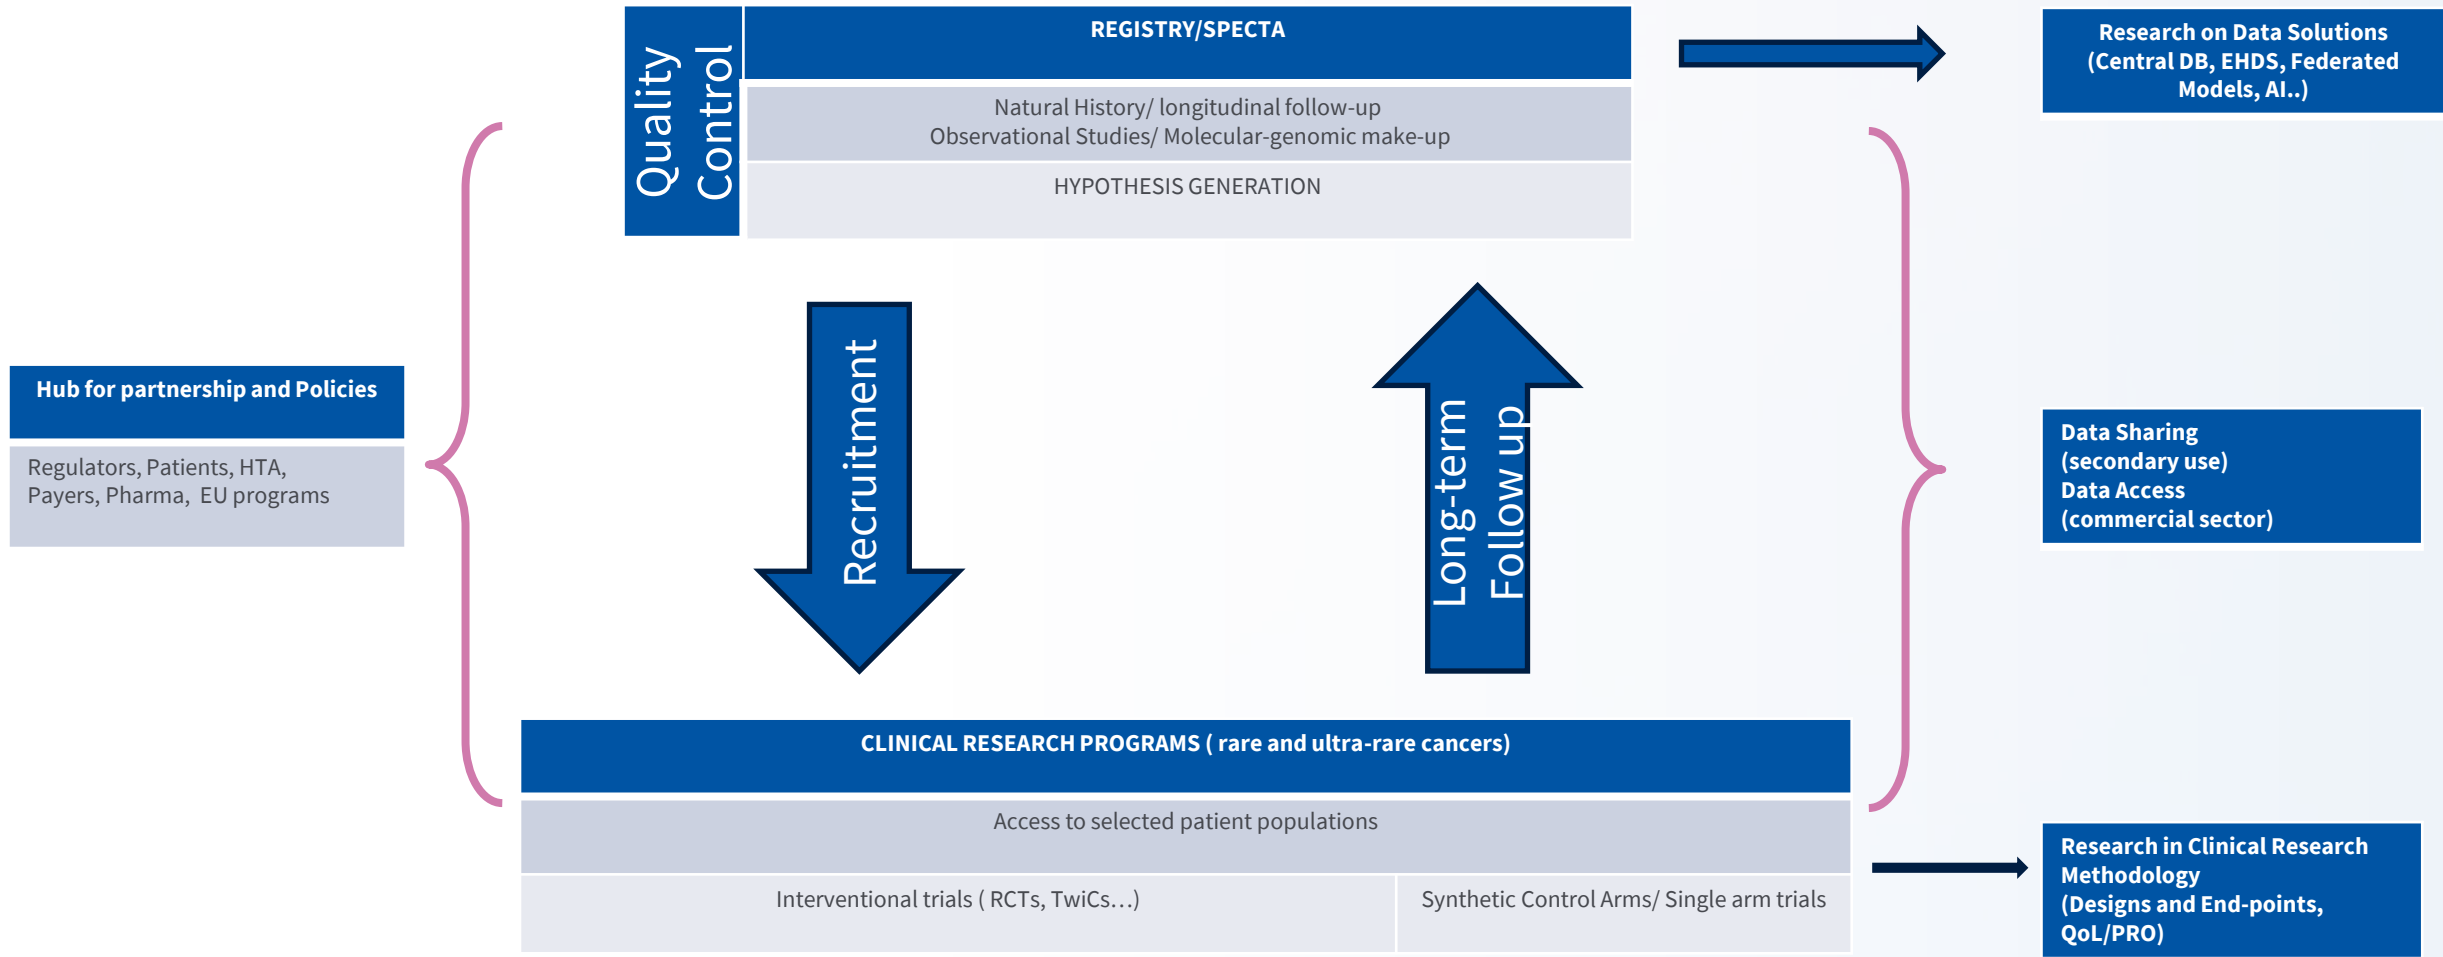 Quality
Control
REGISTRY/SPECTA
Natural History/ longitudinal follow-up
Observational Studies/ Molecular-genomic make-up
HYPOTHESIS GENERATION
Research on Data Solutions
(Central DB, EHDS, Federated
Models, AI..)
Hub for partnership and Policies
Regulators, Patients, HTA,
Payers, Pharma, EU programs
Recruitment
Long-term
Follow up
Data Sharing
(secondary use)
Data Access
(commercial sector)
CLINICAL RESEARCH PROGRAMS ( rare and ultra-rare cancers)
Access to selected patient populations
Interventional trials ( RCTs, TwiCs…)
Synthetic Control Arms/ Single arm trials
Research in Clinical Research
Methodology
(Designs and End-points,
QoL/PRO)